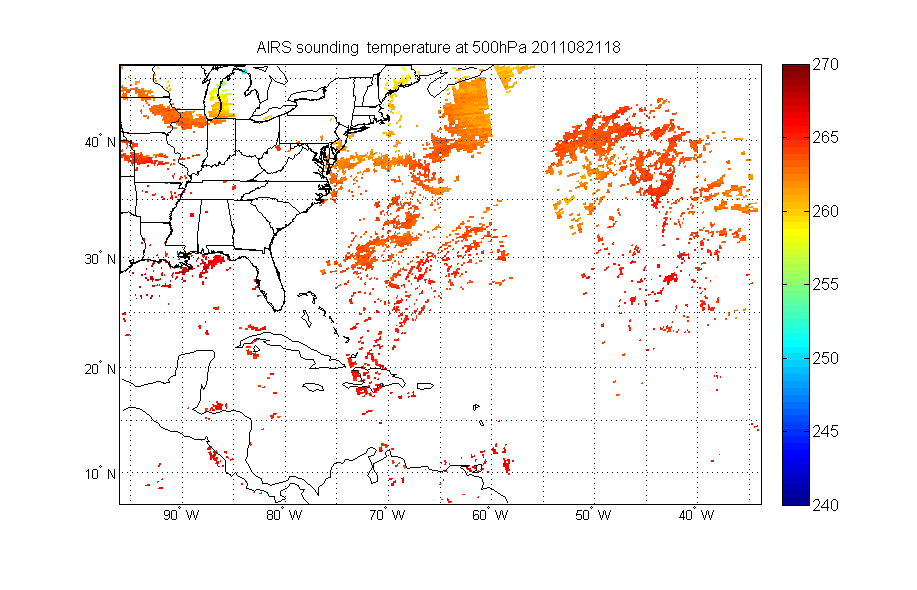 AIRS sounding  temperature at 500hPa 2011082118
270
265
260
255
250
245
240
40° N
30° N
20° N
10° N
90° W
80° W
70° W
60° W
50° W
40° W